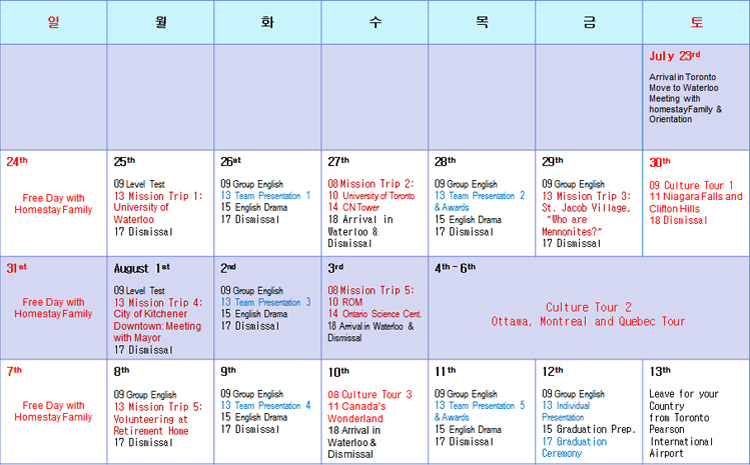 일 월 화 수 목 금 토
July 23rd
Arrival in Toronto
Move to Waterloo
Meeting with
homestay Family &
Orientation
24th
Free Day with
Homestay Family
25th
09 Level Test
13 Mission Trip 1:
University of
Waterloo
17 Dismissal
26st
09 Group English
13 Team Presentation 1
15 English Drama
17 Dismissal
27th
08 Mission Trip 2:
10 University of Toronto
14 CN Tower
18 Arrival in
Waterloo &
Dismissal
28th
09 Group English
13 Team Presentation 2
& Awards
15 English Drama
17 Dismissal
29th
09 Group English
13 Mission Trip 3:
St. Jacob Village,
"Who are
Mennonites?"
17 Dismissal
30th
09 Culture Tour 1
11 Niagara Falls and
Clifton Hills
18 Dismissal
31st
Free Day with
Homestay Family
August 1st
09 Group English
13 Mission Trip 4:
City of Kitchener
Downtown: Meeting
with Mayor
17 Dismissal
2nd
09 Group English
13 Team Presentation 3
15 English Drama
17 Dismissal
3rd
08 Mission Trip 5:
10 ROM
14 Ontario Science Cent.
18 Arrival in Waterloo &
Dismissal
4th - 6th
Culture Tour 2
Ottawa, Montreal and Quebec Tour
7th
Free Day with
Homestay Family
8th
09 Group English
13 Mission Trip 5:
Volunteering at
Retirement Home
17 Dismissal
9th
09 Group English
13 Team Presentation 4
15 English Drama
17 Dismissal
10th
08 Culture Tour 3
11 Canada's
Wonderland
18 Arrival in
Waterloo &
Dismissal
11th
09 Group English
13 Team Presentation 5
& Awards
15 English Drama
17 Dismissal
12th
09 Group English
13 Individual
Presentation
15 Graduation Prep.
17 Graduation
Ceremony
13th
Leave for your
Country
from Toronto
Pearson
International
Airport